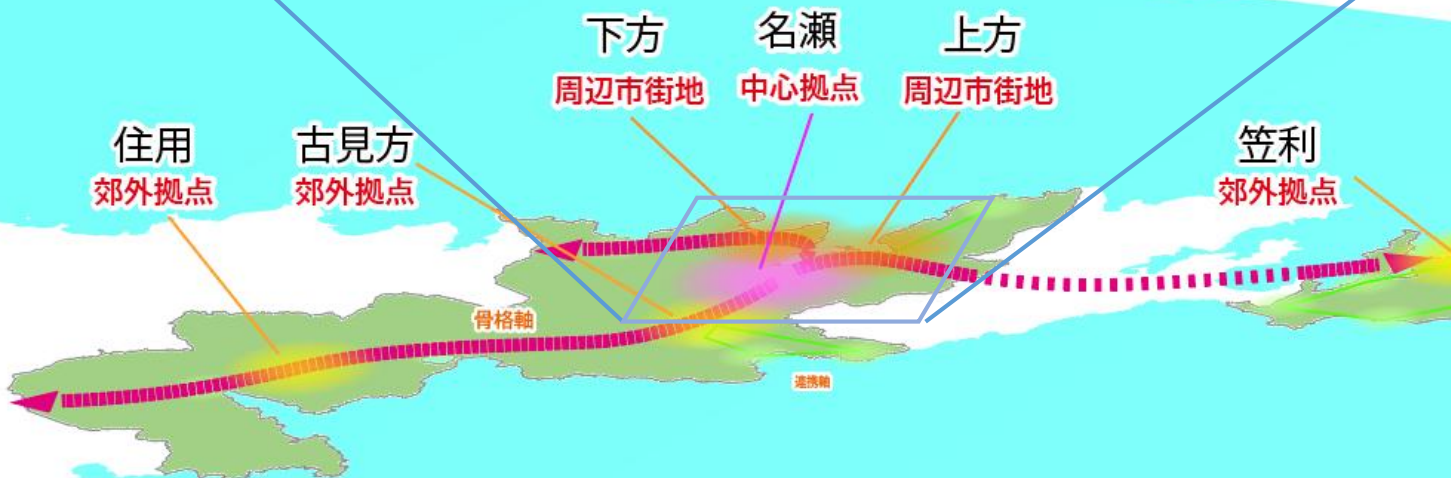 下方
名瀬
上方
周辺市街地
中心拠点
周辺市街地
住用
古見方
笠利
郊外拠点
郊外拠点
郊外拠点
骨格軸
連携軸